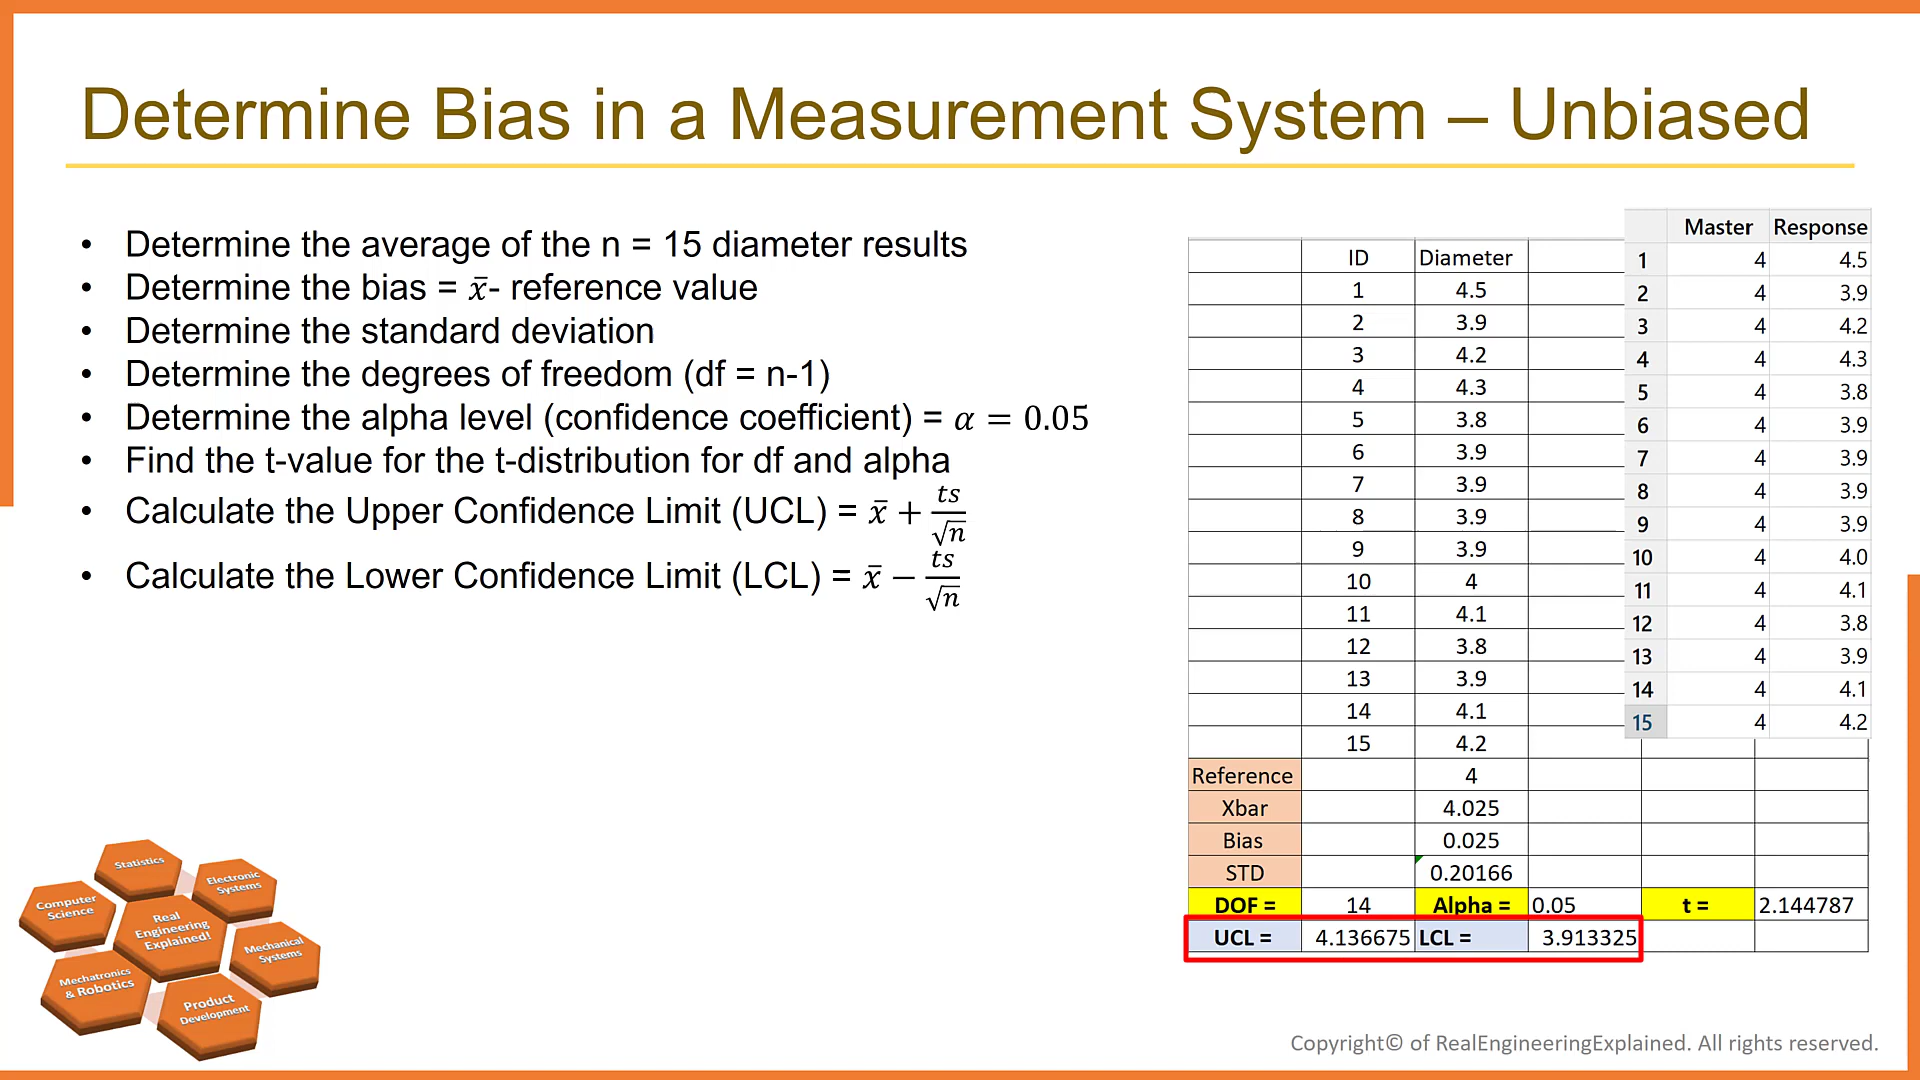 Determine Bias in a Measurement System – Unbiased
• Determine the average of the n = 15 diameter results
• Determine the bias = x̄- reference value
• Determine the standard deviation
• Determine the degrees of freedom (df = n-1)
• Determine the alpha level (confidence coefficient) = α = 0.05
• Find the t-value for the t-distribution for df and alpha
• Calculate the Upper Confidence Limit (UCL) = x̄ + ts/√n
• Calculate the Lower Confidence Limit (LCL) = x̄ − ts/√n
ID Diameter
1 4.5
2 3.9
3 4.2
4 4.3
5 3.8
6 3.9
7 3.9
8 3.9
9 3.9
10 4
11 4.1
12 3.8
13 3.9
14 4.1
15 4.2
Reference 4
Xbar 4.025
Bias 0.025
STD 0.20166
DOF = 14 Alpha = 0.05 t = 2.144787
UCL = 4.136675 LCL = 3.913325
Master Response
1 4 4.5
2 4 3.9
3 4 4.2
4 4 4.3
5 4 3.8
6 4 3.9
7 4 3.9
8 4 3.9
9 4 3.9
10 4 4.0
11 4 4.1
12 4 3.8
13 4 3.9
14 4 4.1
15 4 4.2
Statistics
Electronic
Systems
Computer
Science
Real
Engineering
Explained!
Mechanical
Systems
Mechatronics
& Robotics
Product
Development
Copyright© of RealEngineeringExplained. All rights reserved.